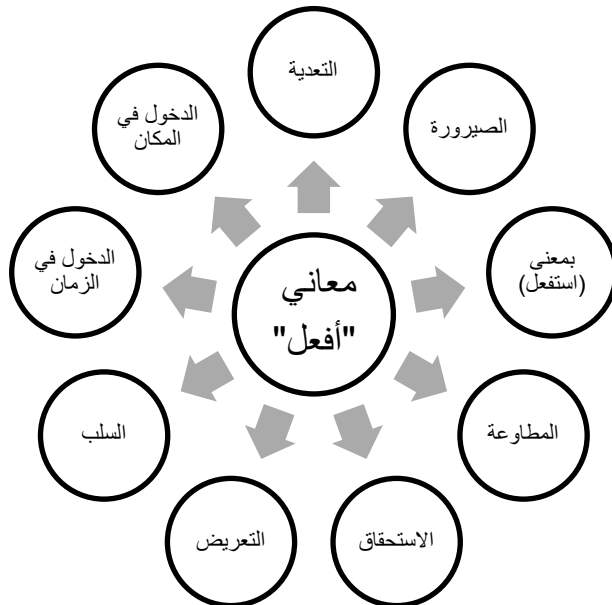 معاني
"أفعل"
التعدية
الصيرورة
بمعنى
(استفعل)
المطاوعة
الاستحقاق
التعريض
السلب
الدخول في
الزمان
الدخول في
المكان